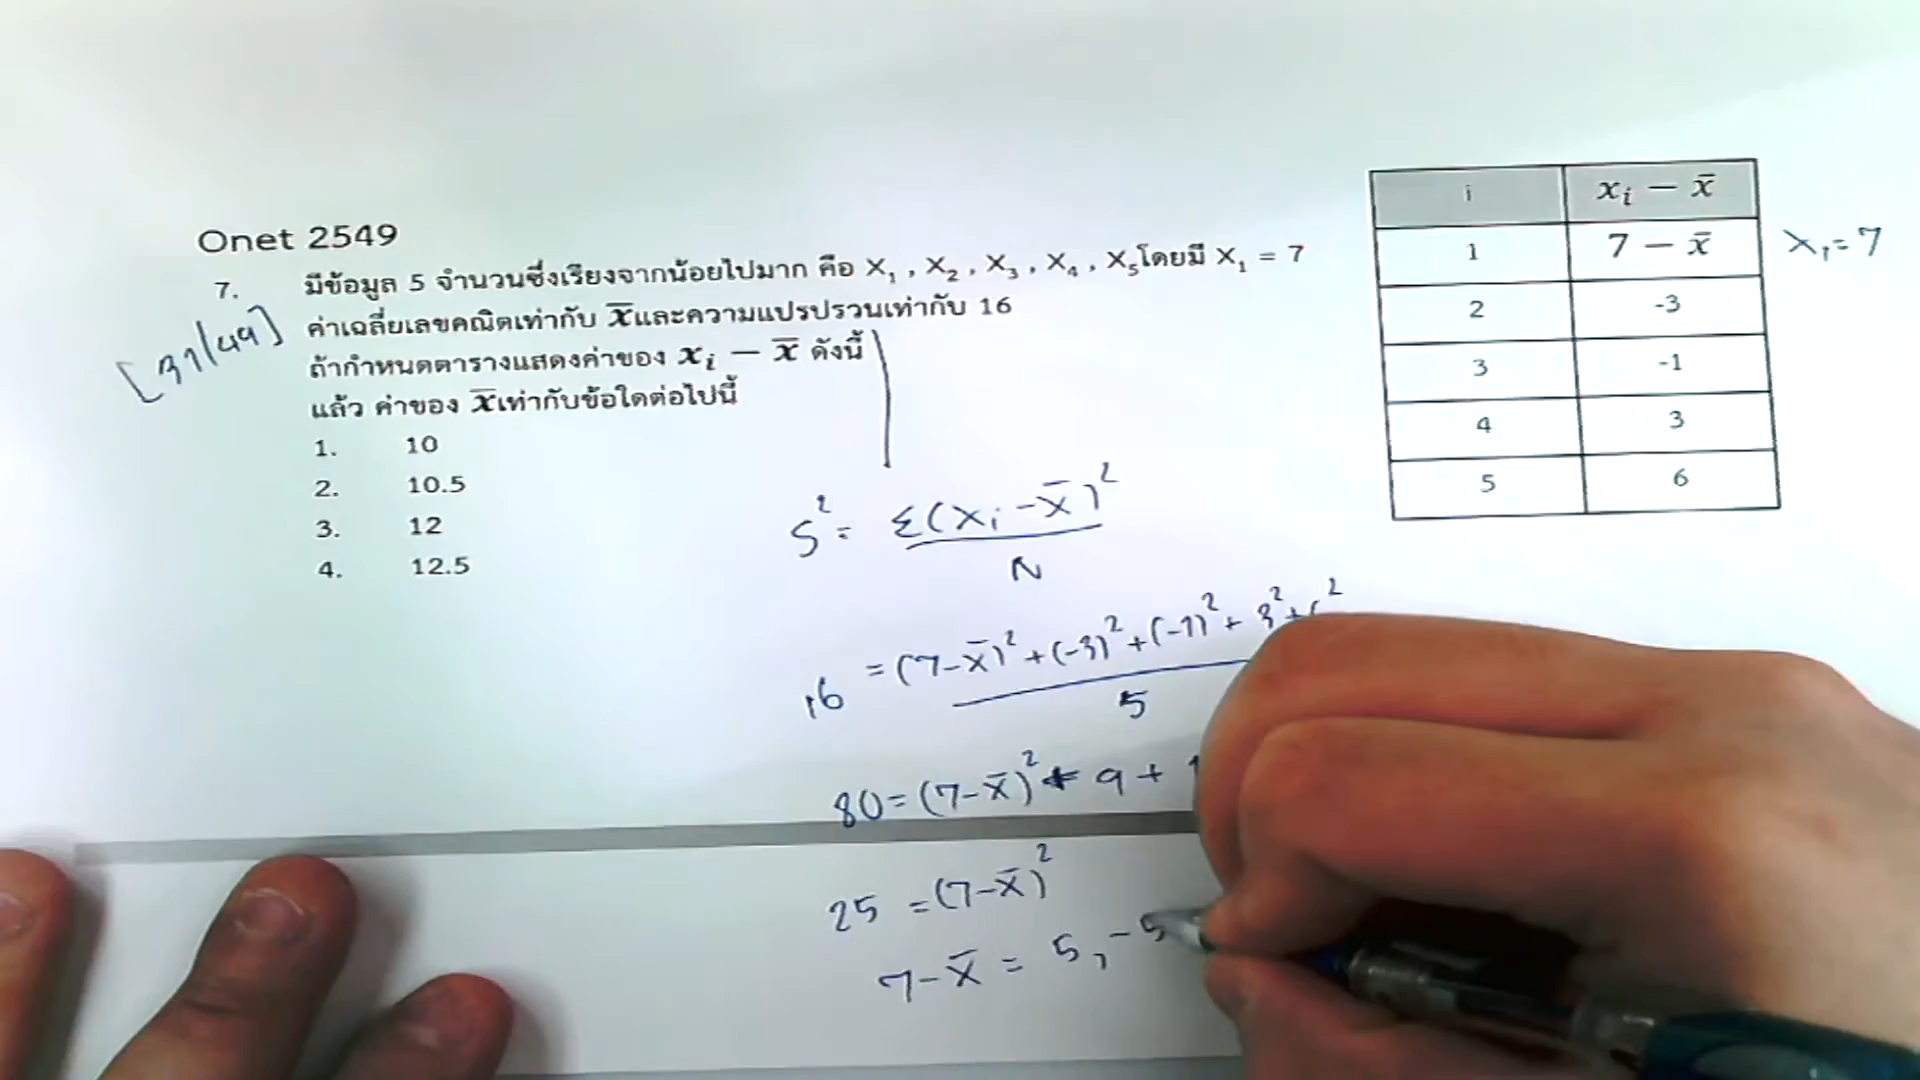 Onet 2549
7. มีข้อมูล 5 จำนวนซึ่งเรียงจากน้อยไปมาก คือ X₁ , X₂ , X₃ , X₄ , X₅โดยมี X₁ = 7
[31/49]
ค่าเฉลี่ยเลขคณิตเท่ากับ x̄และความแปรปรวนเท่ากับ 16
ถ้ากำหนดตารางแสดงค่าของ xᵢ − x̄ ดังนี้
แล้ว ค่าของ x̄เท่ากับข้อใดต่อไปนี้
1. 10
2. 10.5
3. 12
4. 12.5
i xᵢ − x̄
1 7 − x̄
2 -3
3 -1
4 3
5 6
X₁=7
S² = Σ(Xᵢ-X̄)²
N
16 = (7-X̄)²+(-3)²+(-1)²+3²+6²
5
80=(7-X̄)²+ 9 + 1
25 =(7-X̄)²
7-X̄ = 5,-5